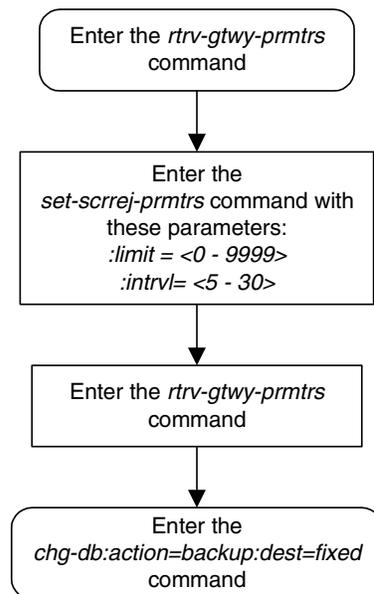 Enter the rtrv-gtwy-prmtrs
command
Enter the
set-scrrej-prmtrs command with
these parameters:
:limit = <0 - 9999>
:intrvl= <5 - 30>
Enter the rtrv-gtwy-prmtrs
command
Enter the
chg-db:action=backup:dest=fixed
command